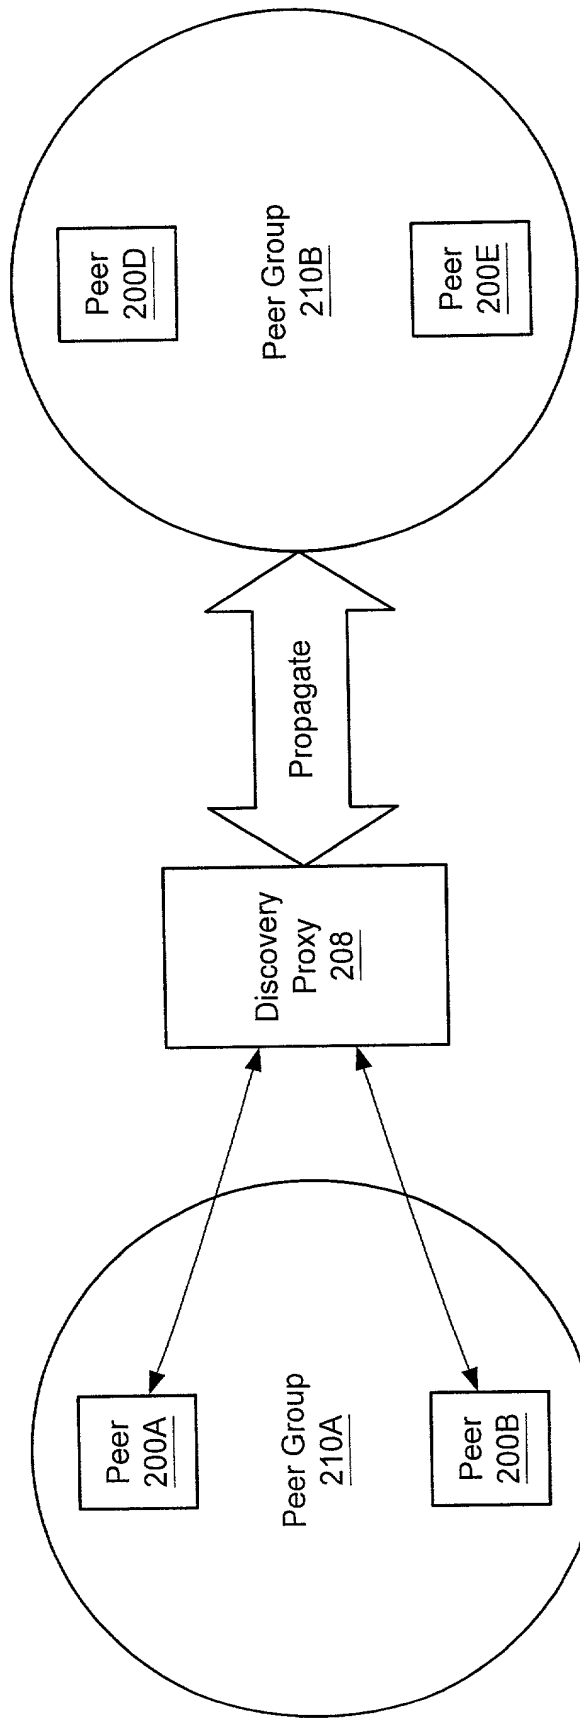 Peer
200A
Peer Group
210A
Peer
200B
Discovery
Proxy
208
Propagate
Peer
200D
Peer Group
210B
Peer
200E